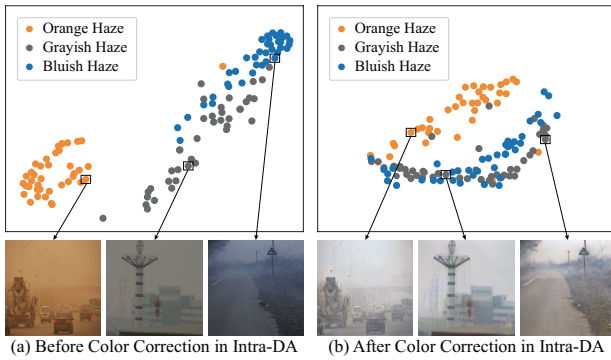 Orange Haze
Grayish Haze
Bluish Haze
Orange Haze
Grayish Haze
Bluish Haze
(a) Before Color Correction in Intra-DA
(b) After Color Correction in Intra-DA